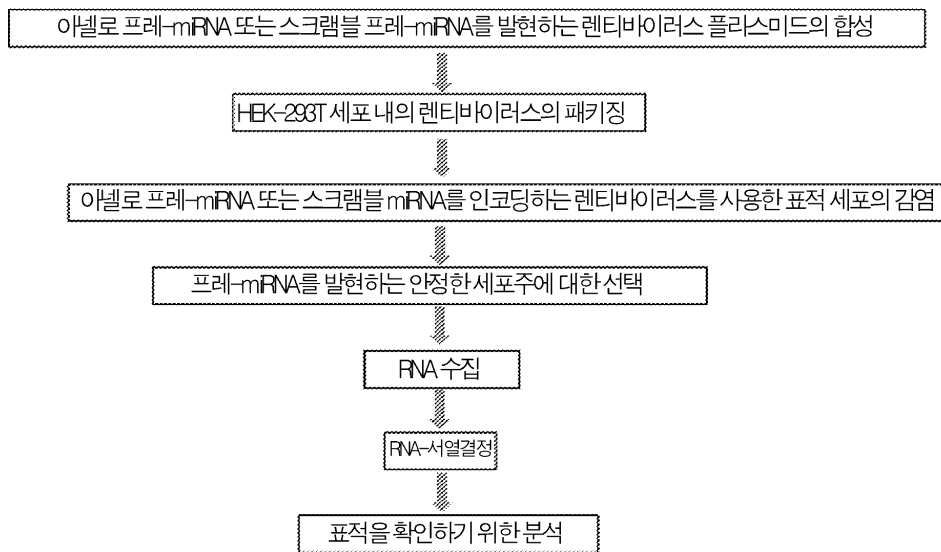 아넬로 프레-miRNA 또는 스크램블 프레-miRNA를 발현하는 렌티바이러스 플라스미드의 합성
HEK-293T 세포 내의 렌티바이러스의 패키징
아넬로 프레-miRNA 또는 스크램블 miRNA를 인코딩하는 렌티바이러스를 사용한 표적 세포의 감염
프레-miRNA를 발현하는 안정한 세포주에 대한 선택
RNA 수집
RNA-서열결정
표적을 확인하기 위한 분석